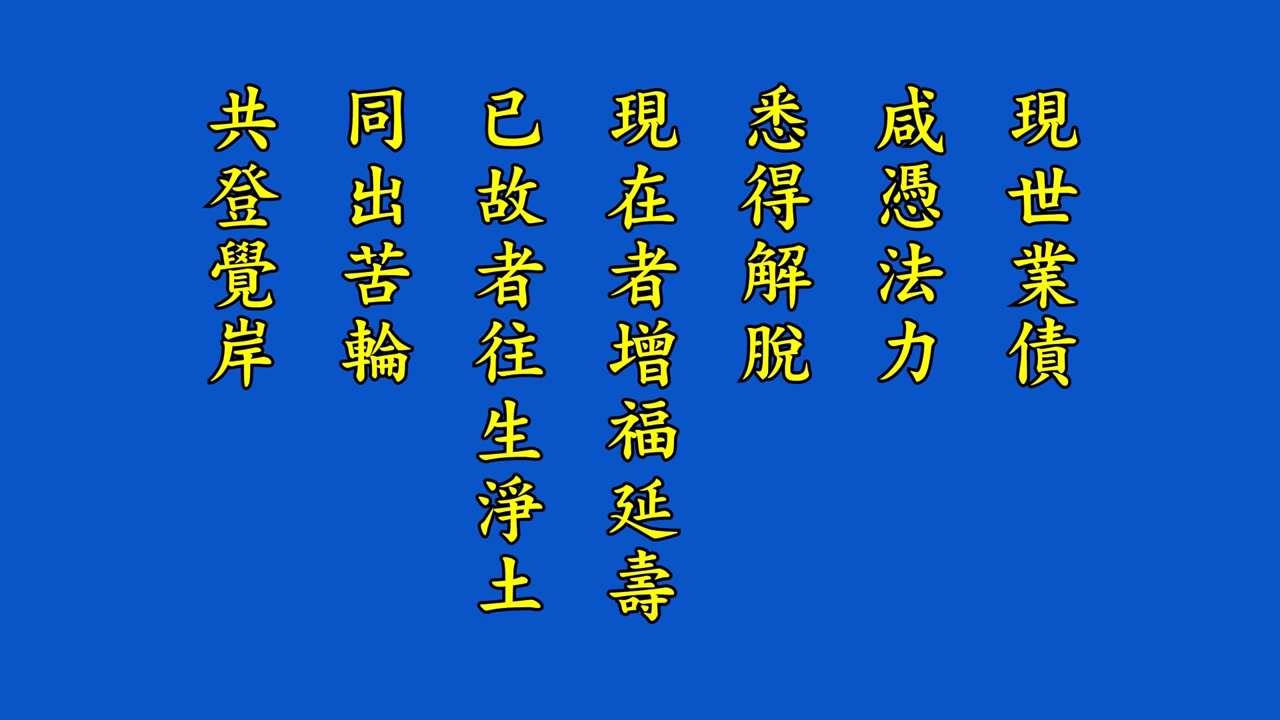 現世業債
咸憑法力
悉得解脫
現在者增福延壽
已故者往生淨土
同出苦輪
共登覺岸